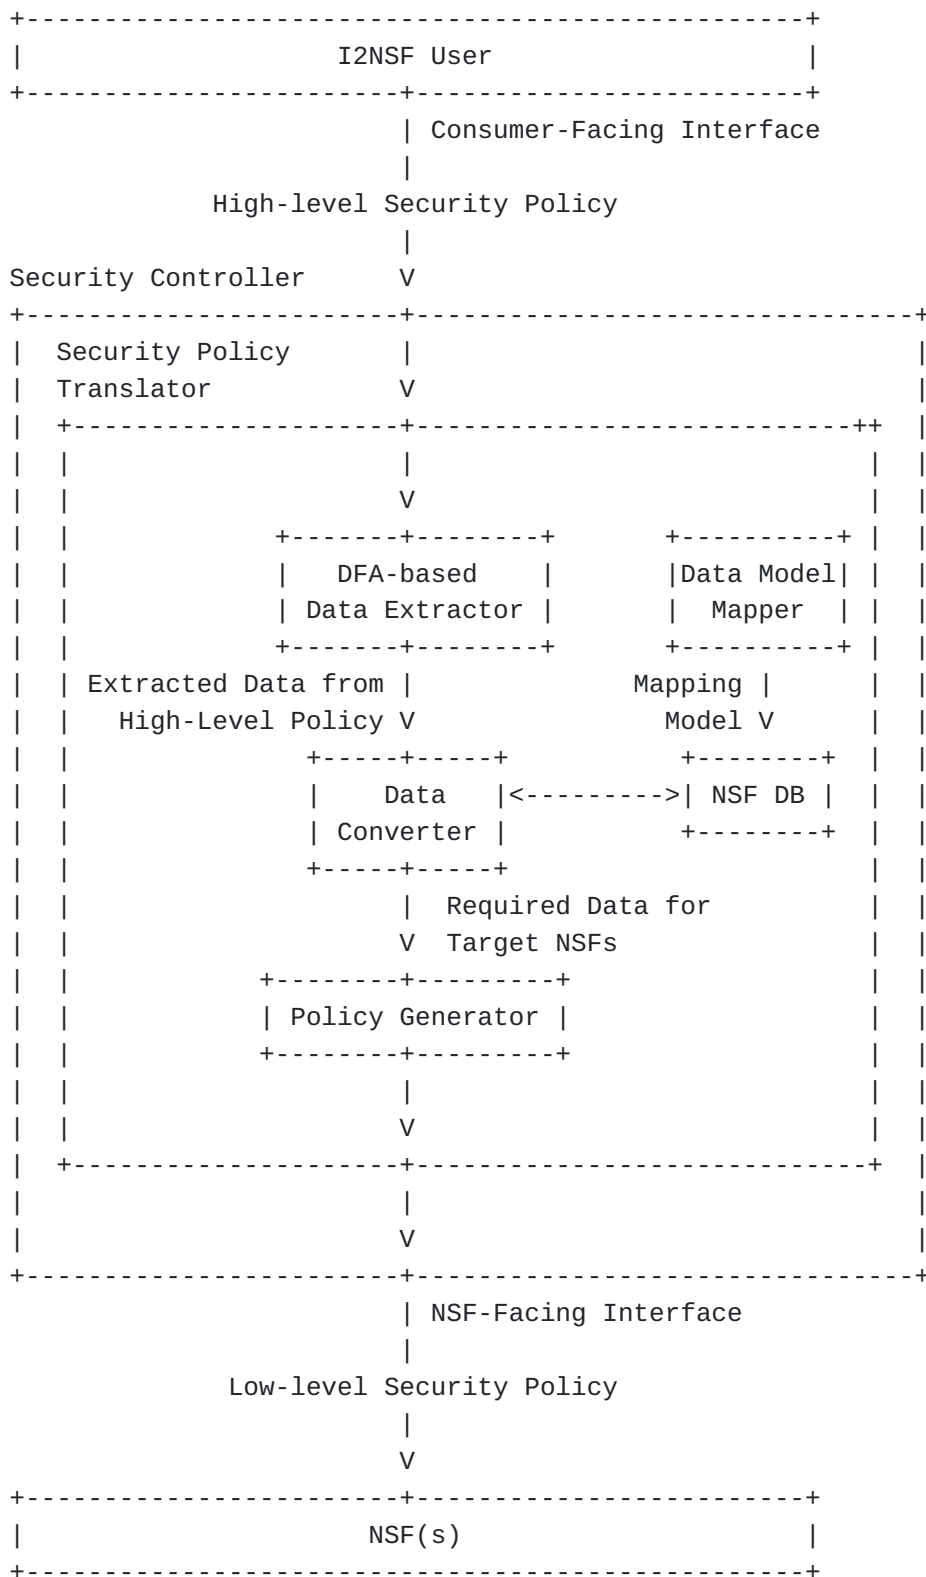 I2NSF User
Consumer-Facing Interface
High-level Security Policy
Security Controller V
Security Policy
Translator V
V
DFA-based Data Model
Data Extractor Mapper
Extracted Data from Mapping
High-Level Policy V Model V
Data <---------> NSF DB
Converter
Required Data for
V Target NSFs
Policy Generator
V
V
NSF-Facing Interface
Low-level Security Policy
V
NSF(s)